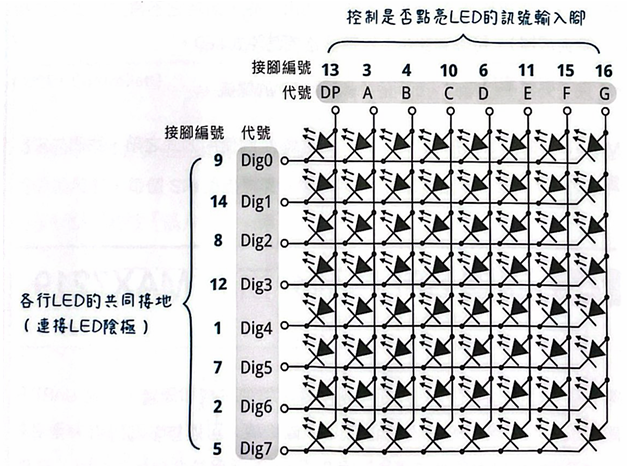 控制是否點亮LED的訊號輸入腳
接腳編號 13 3 4 10 6 11 15 16
代號 DP A B C D E F G
接腳編號 代號
9 Dig0
14 Dig1
8 Dig2
12 Dig3
各行LED的共同接地
(連接LED陰極)
1 Dig4
7 Dig5
2 Dig6
5 Dig7